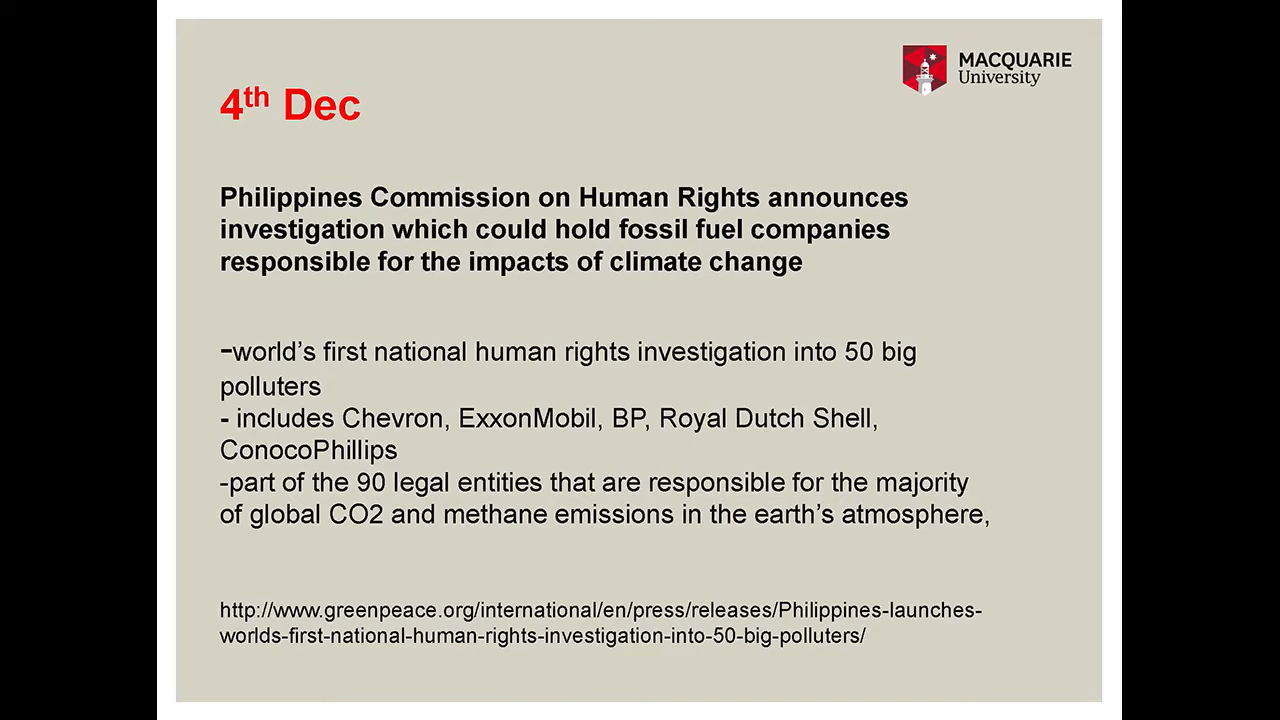 MACQUARIE
University
4th Dec
Philippines Commission on Human Rights announces
investigation which could hold fossil fuel companies
responsible for the impacts of climate change
-world’s first national human rights investigation into 50 big
polluters
- includes Chevron, ExxonMobil, BP, Royal Dutch Shell,
ConocoPhillips
-part of the 90 legal entities that are responsible for the majority
of global CO2 and methane emissions in the earth’s atmosphere,
http://www.greenpeace.org/international/en/press/releases/Philippines-launches-
worlds-first-national-human-rights-investigation-into-50-big-polluters/